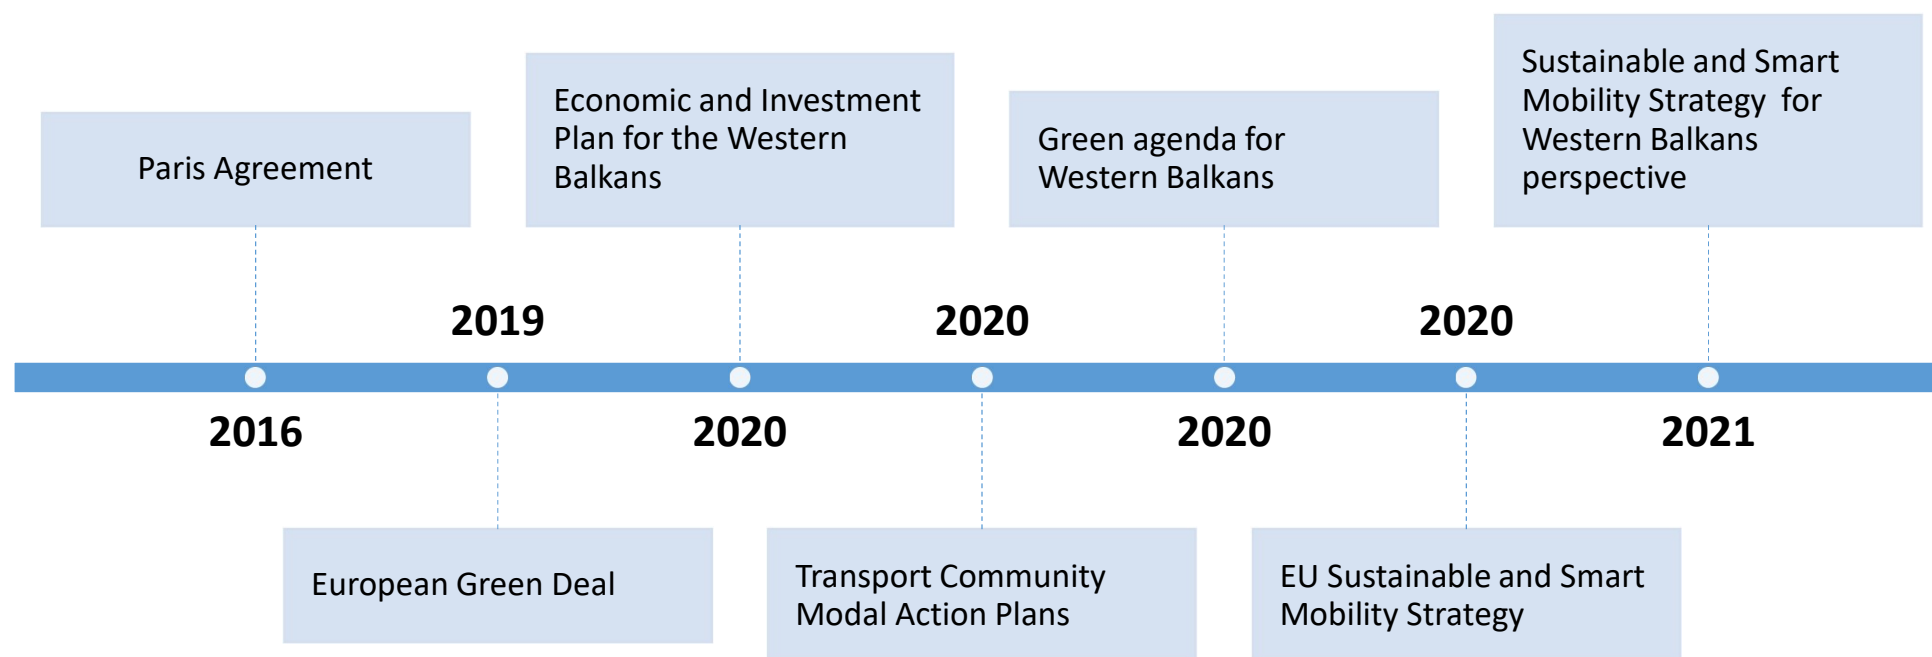 Paris Agreement
2016
2019
European Green Deal
Economic and Investment
Plan for the Western
Balkans
2020
2020
Transport Community
Modal Action Plans
Green agenda for
Western Balkans
2020
2020
EU Sustainable and Smart
Mobility Strategy
Sustainable and Smart
Mobility Strategy  for
Western Balkans
perspective
2021